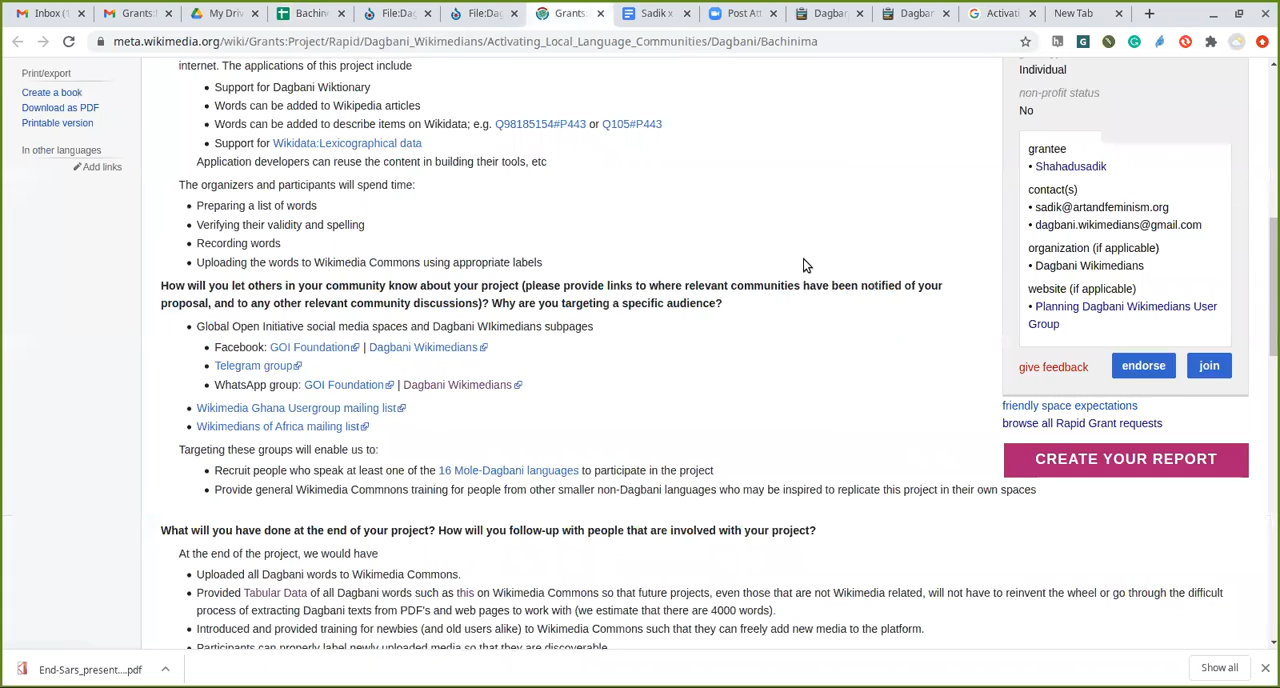 Inbox (1
Grants:
My Driv
Bachin
File:Dag
File:Dag
Grants:
Sadik x
Post Att
Dagbar
Dagban
Activati
New Tab
meta.wikimedia.org/wiki/Grants:Project/Rapid/Dagbani_Wikimedians/Activating_Local_Language_Communities/Dagbani/Bachinima
Print/export
Create a book
Download as PDF
Printable version
In other languages
Add links
internet. The applications of this project include
Support for Dagbani Wiktionary
Words can be added to Wikipedia articles
Words can be added to describe items on Wikidata; e.g. Q98185154#P443 or Q105#P443
Support for Wikidata:Lexicographical data
Application developers can reuse the content in building their tools, etc
The organizers and participants will spend time:
Preparing a list of words
Verifying their validity and spelling
Recording words
Uploading the words to Wikimedia Commons using appropriate labels
How will you let others in your community know about your project (please provide links to where relevant communities have been notified of your
proposal, and to any other relevant community discussions)? Why are you targeting a specific audience?
Global Open Initiative social media spaces and Dagbani WIkimedians subpages
Facebook: GOI Foundation | Dagbani Wikimedians
Telegram group
WhatsApp group: GOI Foundation | Dagbani Wikimedians
Wikimedia Ghana Usergroup mailing list
Wikimedians of Africa mailing list
Targeting these groups will enable us to:
Recruit people who speak at least one of the 16 Mole-Dagbani languages to participate in the project
Provide general Wikimedia Commnons training for people from other smaller non-Dagbani languages who may be inspired to replicate this project in their own spaces
What will you have done at the end of your project? How will you follow-up with people that are involved with your project?
At the end of the project, we would have
Uploaded all Dagbani words to Wikimedia Commons.
Provided Tabular Data of all Dagbani words such as this on Wikimedia Commons so that future projects, even those that are not Wikimedia related, will not have to reinvent the wheel or go through the difficult
process of extracting Dagbani texts from PDF's and web pages to work with (we estimate that there are 4000 words).
Introduced and provided training for newbies (and old users alike) to Wikimedia Commons such that they can freely add new media to the platform.
Participants can properly label newly uploaded media so that they are discoverable
Individual
non-profit status
No
grantee
• Shahadusadik
contact(s)
• sadik@artandfeminism.org
• dagbani.wikimedians@gmail.com
organization (if applicable)
• Dagbani Wikimedians
website (if applicable)
• Planning Dagbani Wikimedians User
Group
give feedback
endorse
join
friendly space expectations
browse all Rapid Grant requests
CREATE YOUR REPORT
End-Sars_present....pdf
Show all